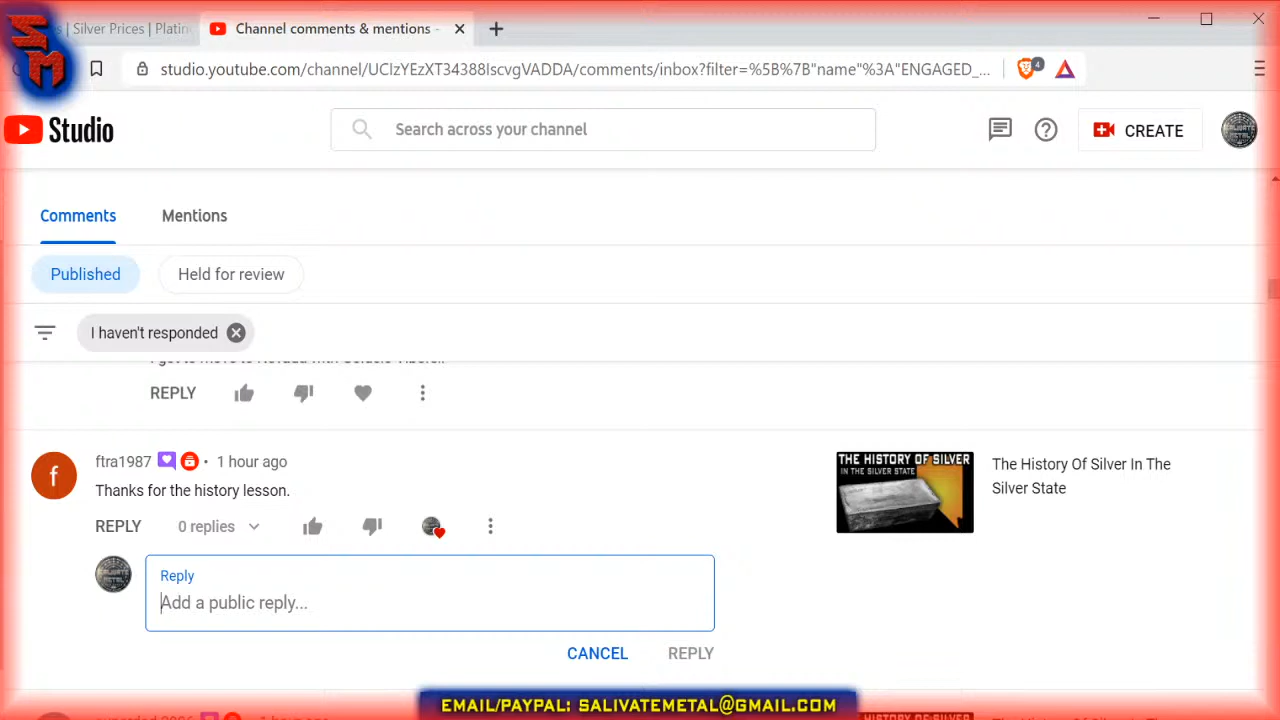 SM
| Silver Prices | Platin
Channel comments & mentions -
studio.youtube.com/channel/UCIzYEzXT34388IscvgVADDA/comments/inbox?filter=%5B%7B"name"%3A"ENGAGED_...
4
Studio
Search across your channel
CREATE
Comments
Mentions
Published
Held for review
I haven't responded
REPLY
ftra1987 • 1 hour ago
Thanks for the history lesson.
REPLY
0 replies
THE HISTORY OF SILVER
IN THE SILVER STATE
The History Of Silver In The
Silver State
f
Reply
Add a public reply...
CANCEL
REPLY
EMAIL/PAYPAL: SALIVATEMETAL@GMAIL.COM